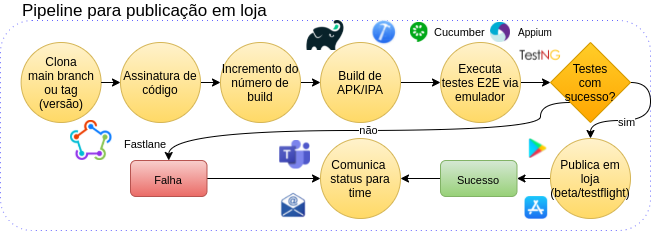 Pipeline para publicação em loja
Cucumber
Appium
TestNG
Clona
main branch
ou tag
(versão)
Assinatura de
código
Incremento do
número de
build
Build de
APK/IPA
Executa
testes E2E via
emulador
Testes
com
sucesso?
não
sim
Fastlane
Falha
Comunica
status para
time
Sucesso
Publica em
loja
(beta/testflight)